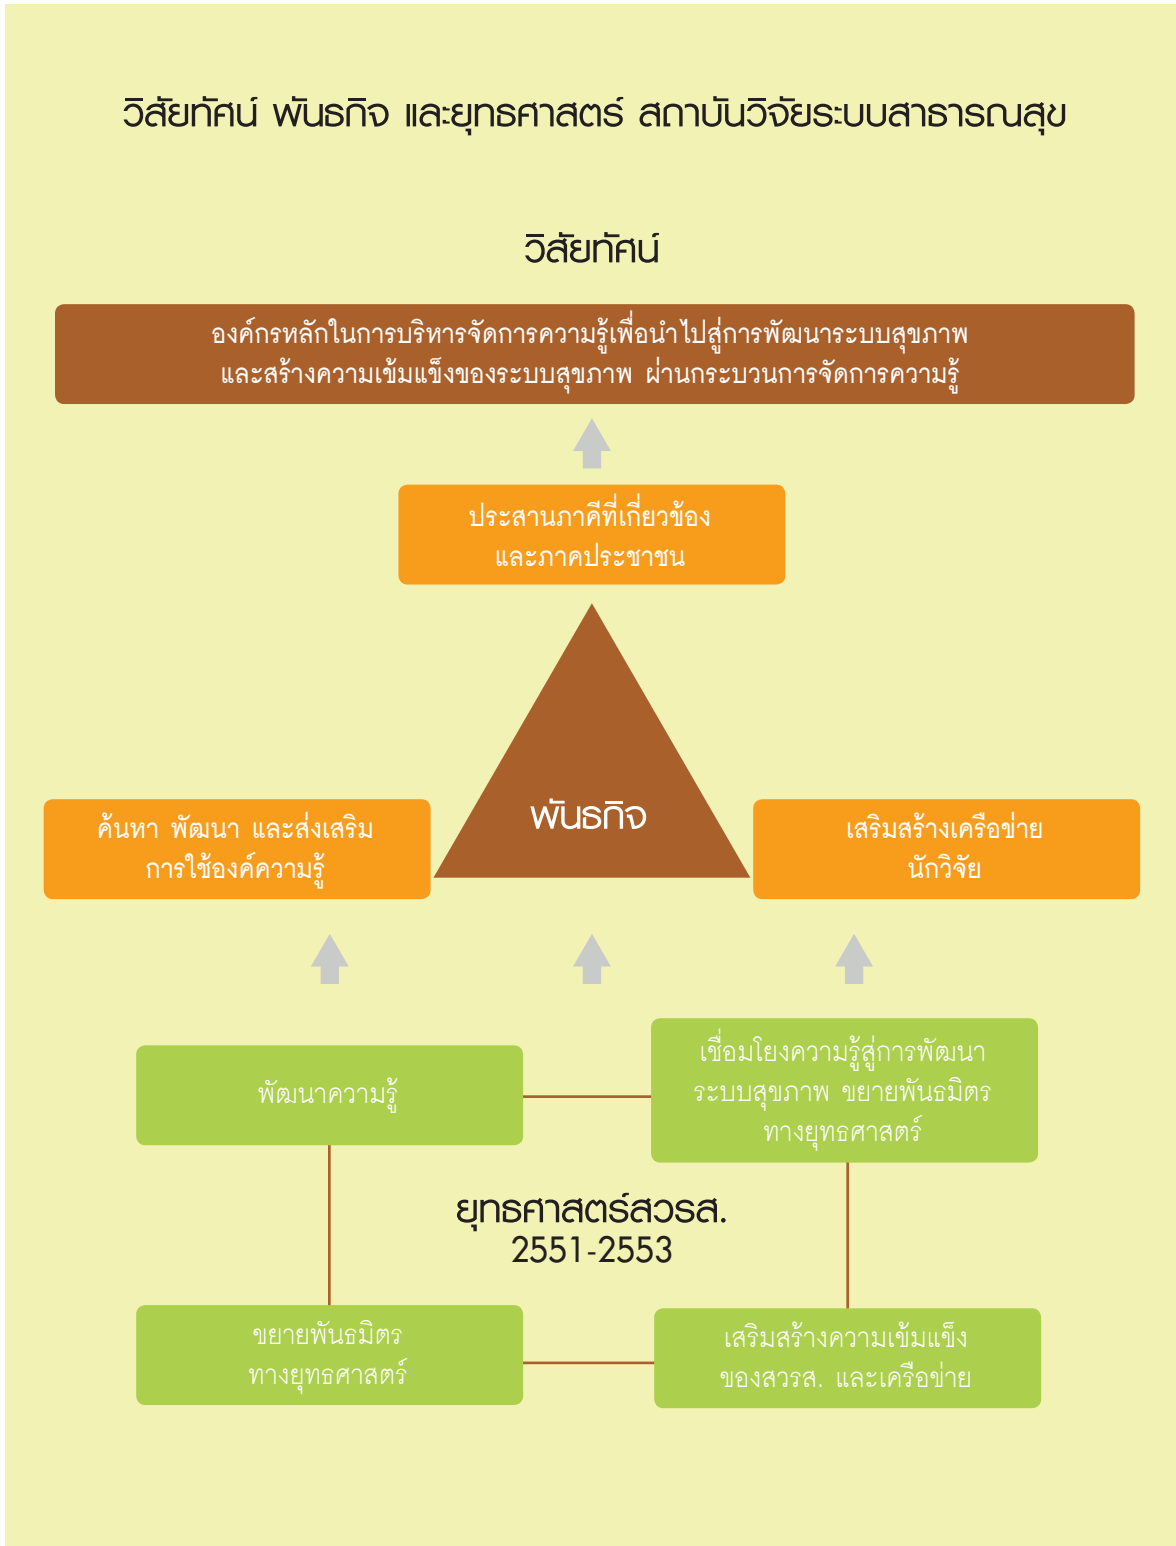 วิสัยทัศน์ พันธกิจ และยุทธศาสตร์ สถาบันวิจัยระบบสาธารณสุข
วิสัยทัศน์
องค์กรหลักในการบริหารจัดการความรู้เพื่อนำไปสู่การพัฒนาระบบสุขภาพ
และสร้างความเข้มแข็งของระบบสุขภาพ ผ่านกระบวนการจัดการความรู้
ประสานภาคีที่เกี่ยวข้อง
และภาคประชาชน
พันธกิจ
ค้นหา พัฒนา และส่งเสริม
การใช้องค์ความรู้
เสริมสร้างเครือข่าย
นักวิจัย
พัฒนาความรู้
เชื่อมโยงความรู้สู่การพัฒนา
ระบบสุขภาพ ขยายพันธมิตร
ทางยุทธศาสตร์
ยุทธศาสตร์สวรส.
2551-2553
ขยายพันธมิตร
ทางยุทธศาสตร์
เสริมสร้างความเข้มแข็ง
ของสวรส. และเครือข่าย